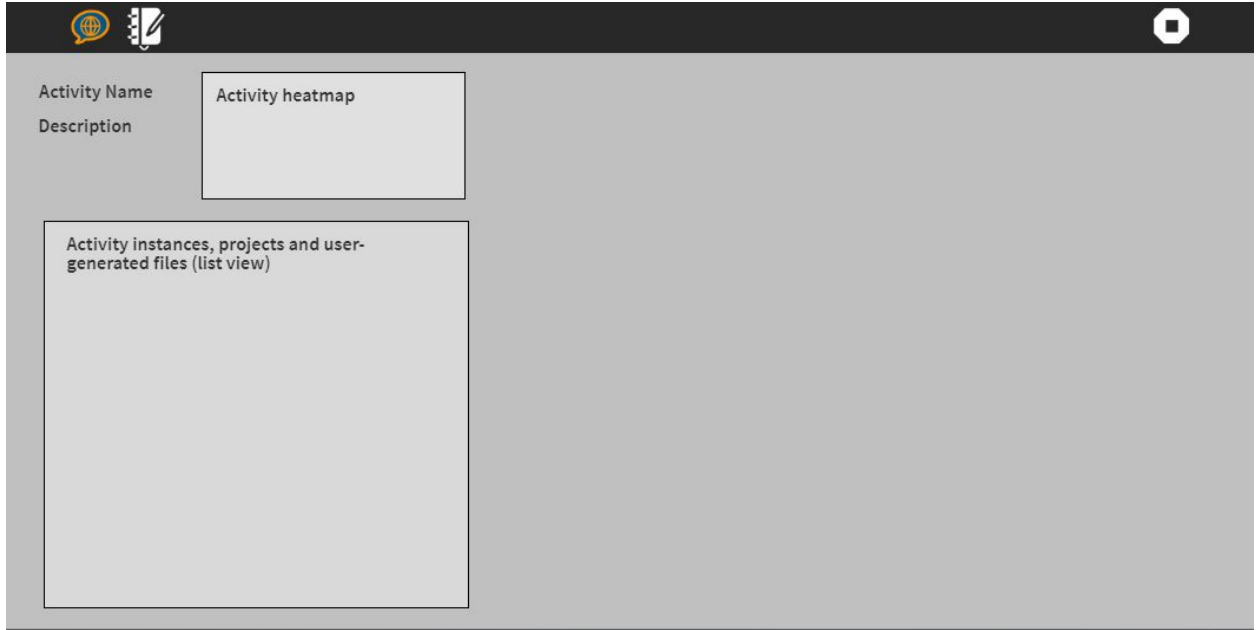 Activity Name
Description
Activity heatmap
Activity instances, projects and user-
generated files (list view)